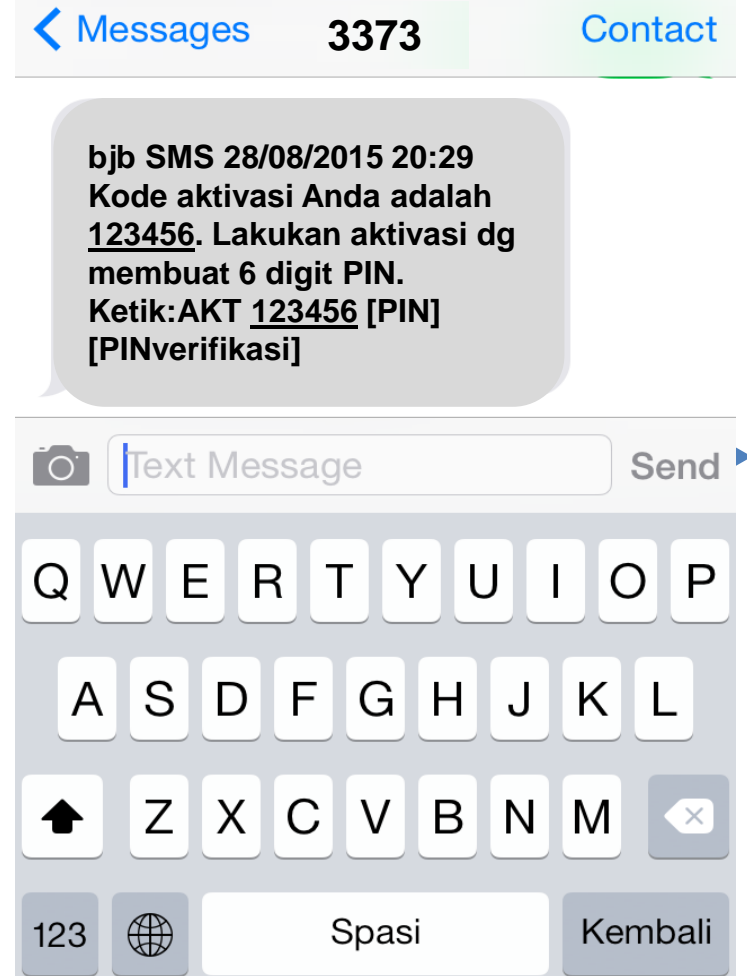 Messages 3373 Contact
bjb SMS 28/08/2015 20:29
Kode aktivasi Anda adalah
123456. Lakukan aktivasi dg
membuat 6 digit PIN.
Ketik:AKT 123456 [PIN]
[PINverifikasi]
Text Message Send
Q W E R T Y U I O P
A S D F G H J K L
Z X C V B N M
123 Spasi Kembali